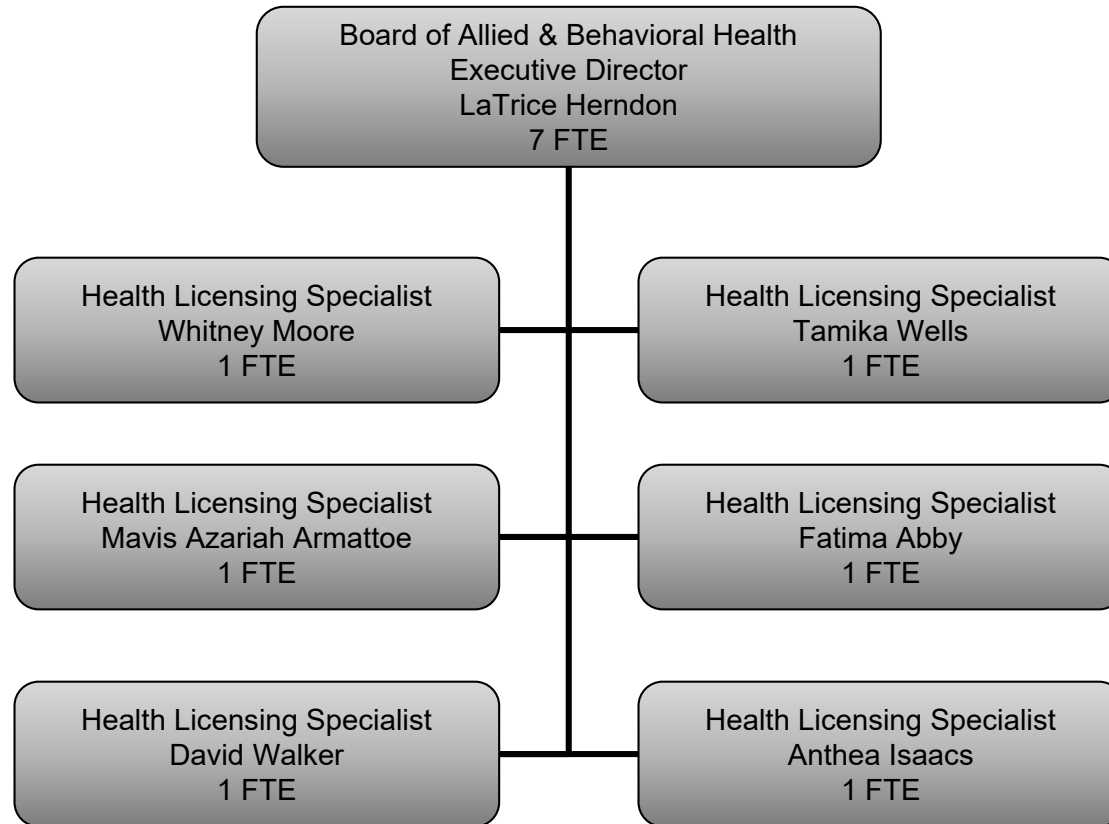 Board of Allied & Behavioral Health
Executive Director
LaTrice Herndon
7 FTE
Health Licensing Specialist
Whitney Moore
1 FTE
Health Licensing Specialist
Tamika Wells
1 FTE
Health Licensing Specialist
Mavis Azariah Armattoe
1 FTE
Health Licensing Specialist
Fatima Abby
1 FTE
Health Licensing Specialist
David Walker
1 FTE
Health Licensing Specialist
Anthea Isaacs
1 FTE